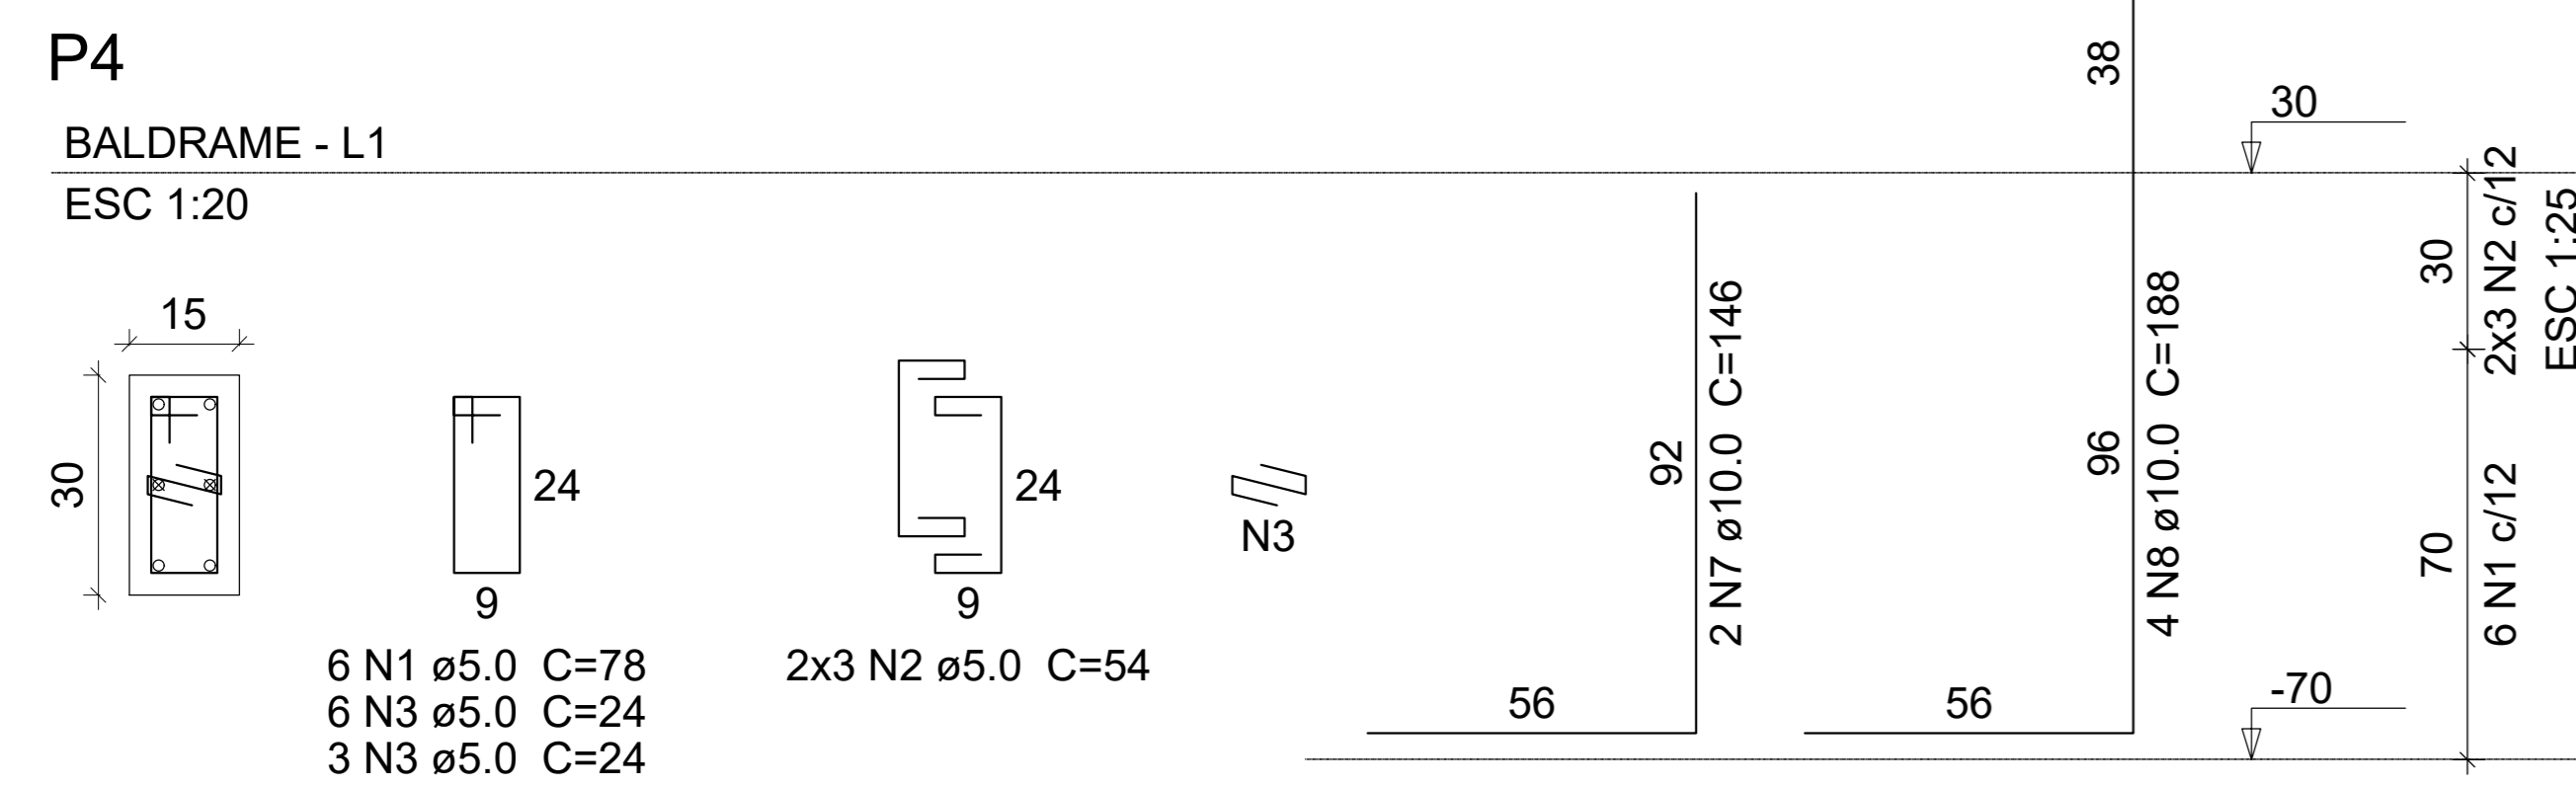 P4
BALDRAME - L1
ESC 1:20
15
30
24
9
6 N1 ø5.0 C=78
6 N3 ø5.0 C=24
3 N3 ø5.0 C=24
24
9
2x3 N2 ø5.0 C=54
N3
92
2 N7 ø10.0 C=146
56
38
96
4 N8 ø10.0 C=188
56
30
-70
30
2x3 N2 c/12
70
6 N1 c/12
ESC 1:25